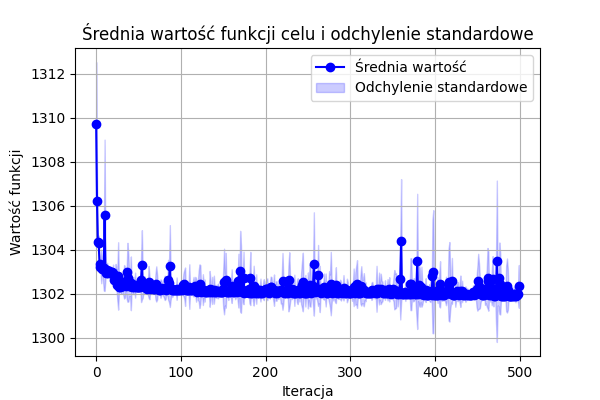 Średnia wartość funkcji celu i odchylenie standardowe
Średnia wartość
Odchylenie standardowe
Wartość funkcji
1312
1310
1308
1306
1304
1302
1300
0 100 200 300 400 500
Iteracja